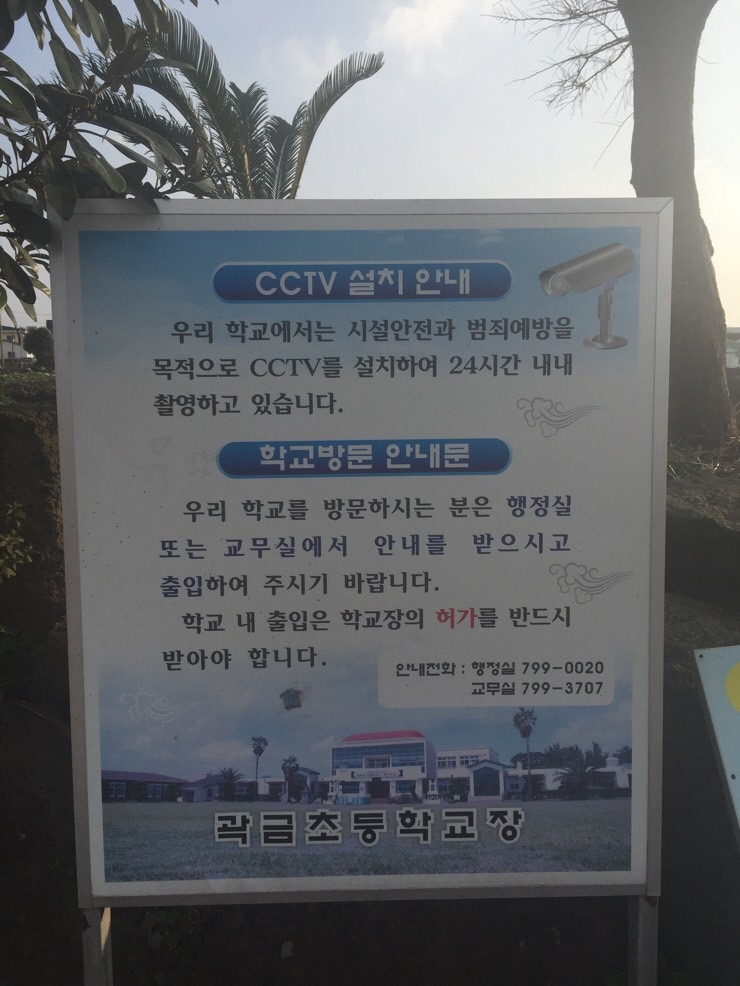 CCTV 설치 안내
우리 학교에서는 시설안전과 범죄예방을
목적으로 CCTV를 설치하여 24시간 내내
촬영하고 있습니다.
학교방문 안내문
우리 학교를 방문하시는 분은 행정실
또는 교무실에서 안내를 받으시고
출입하여 주시기 바랍니다.
학교 내 출입은 학교장의 허가를 반드시
받아야 합니다.
안내전화 : 행정실 799-0020
교무실 799-3707
곽금초등학교장